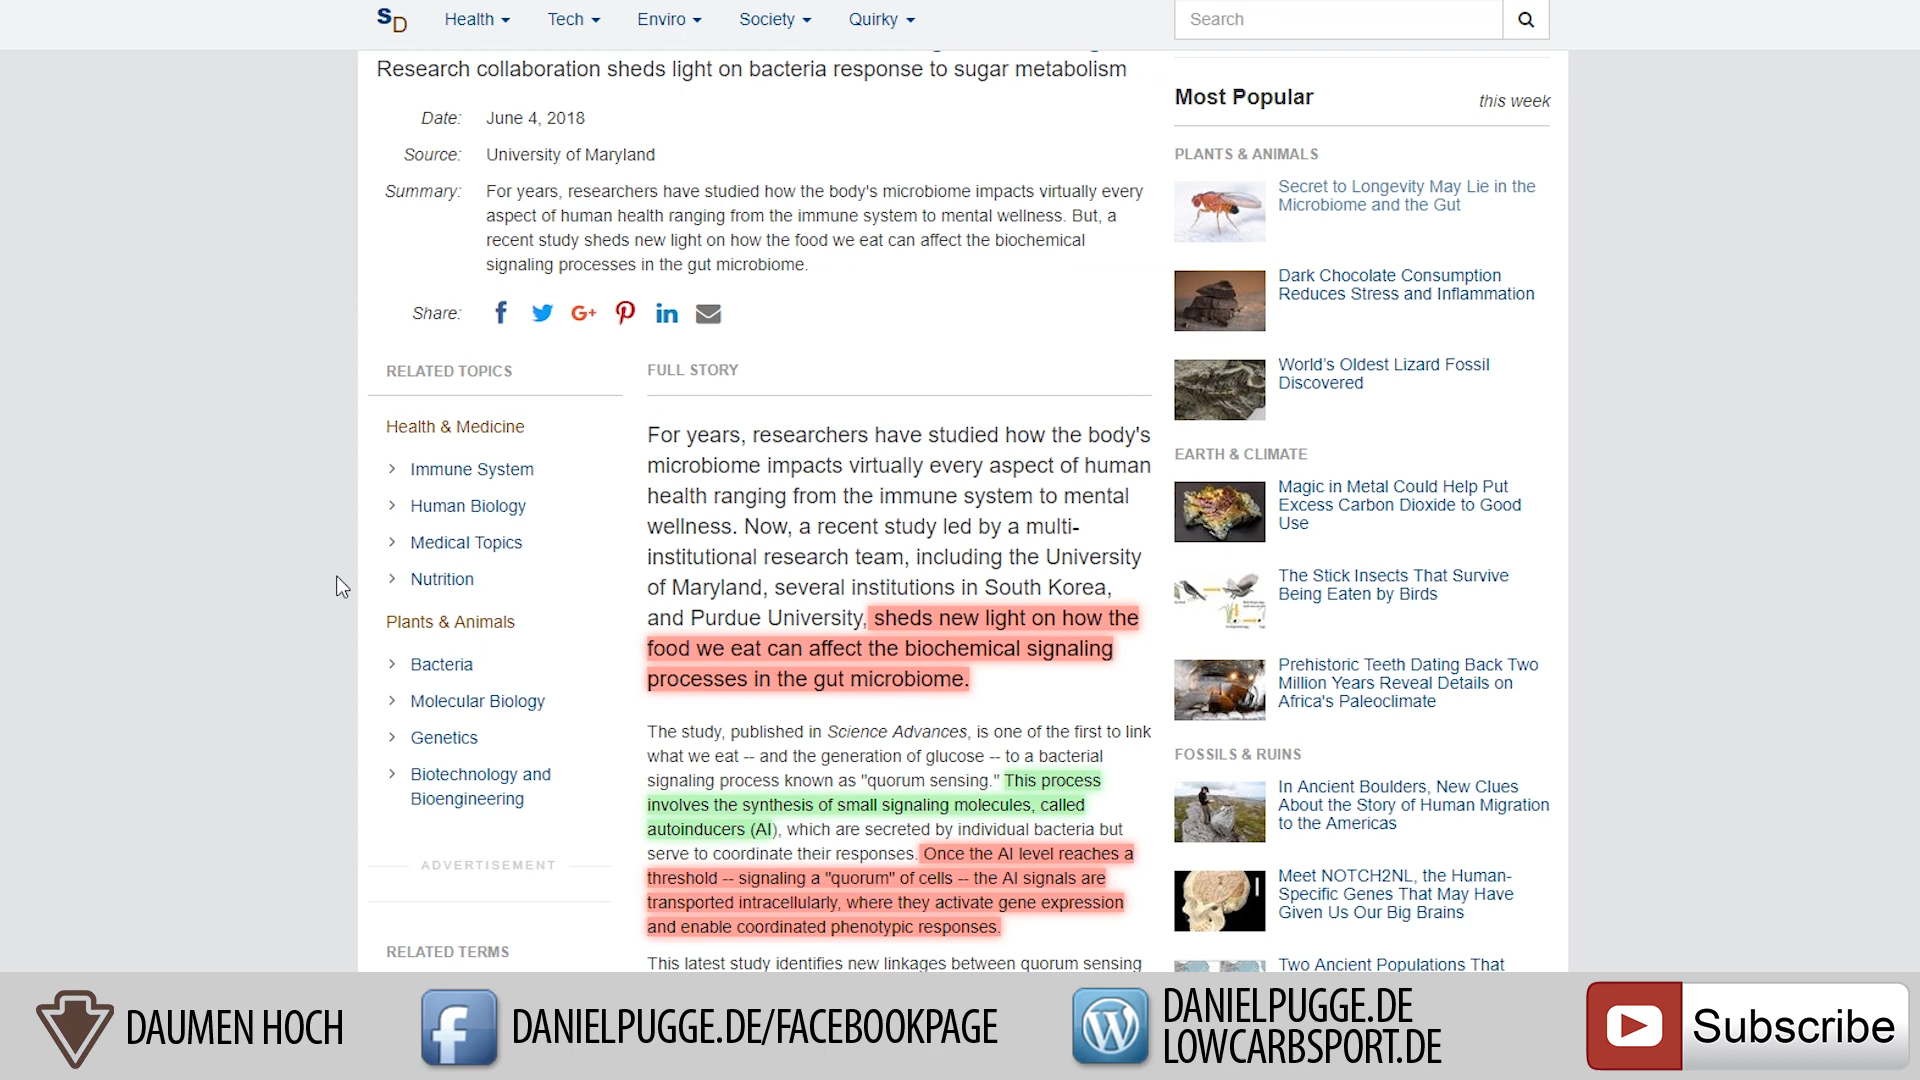 SD
Health
Tech
Enviro
Society
Quirky
Search
Research collaboration sheds light on bacteria response to sugar metabolism
Date: June 4, 2018
Source: University of Maryland
Summary: For years, researchers have studied how the body's microbiome impacts virtually every
aspect of human health ranging from the immune system to mental wellness. But, a
recent study sheds new light on how the food we eat can affect the biochemical
signaling processes in the gut microbiome.
Share: f G+ in
RELATED TOPICS
Health & Medicine
Immune System
Human Biology
Medical Topics
Nutrition
Plants & Animals
Bacteria
Molecular Biology
Genetics
Biotechnology and
Bioengineering
ADVERTISEMENT
RELATED TERMS
FULL STORY
For years, researchers have studied how the body's
microbiome impacts virtually every aspect of human
health ranging from the immune system to mental
wellness. Now, a recent study led by a multi-
institutional research team, including the University
of Maryland, several institutions in South Korea,
and Purdue University, sheds new light on how the
food we eat can affect the biochemical signaling
processes in the gut microbiome.
The study, published in Science Advances, is one of the first to link
what we eat -- and the generation of glucose -- to a bacterial
signaling process known as "quorum sensing." This process
involves the synthesis of small signaling molecules, called
autoinducers (AI), which are secreted by individual bacteria but
serve to coordinate their responses. Once the AI level reaches a
threshold -- signaling a "quorum" of cells -- the AI signals are
transported intracellularly, where they activate gene expression
and enable coordinated phenotypic responses.
This latest study identifies new linkages between quorum sensing
Most Popular
this week
PLANTS & ANIMALS
Secret to Longevity May Lie in the
Microbiome and the Gut
Dark Chocolate Consumption
Reduces Stress and Inflammation
World's Oldest Lizard Fossil
Discovered
EARTH & CLIMATE
Magic in Metal Could Help Put
Excess Carbon Dioxide to Good
Use
The Stick Insects That Survive
Being Eaten by Birds
Prehistoric Teeth Dating Back Two
Million Years Reveal Details on
Africa's Paleoclimate
FOSSILS & RUINS
In Ancient Boulders, New Clues
About the Story of Human Migration
to the Americas
Meet NOTCH2NL, the Human-
Specific Genes That May Have
Given Us Our Big Brains
Two Ancient Populations That
DAUMEN HOCH
f
DANIELPUGGE.DE/FACEBOOKPAGE
W
DANIELPUGGE.DE
LOWCARBSPORT.DE
Subscribe